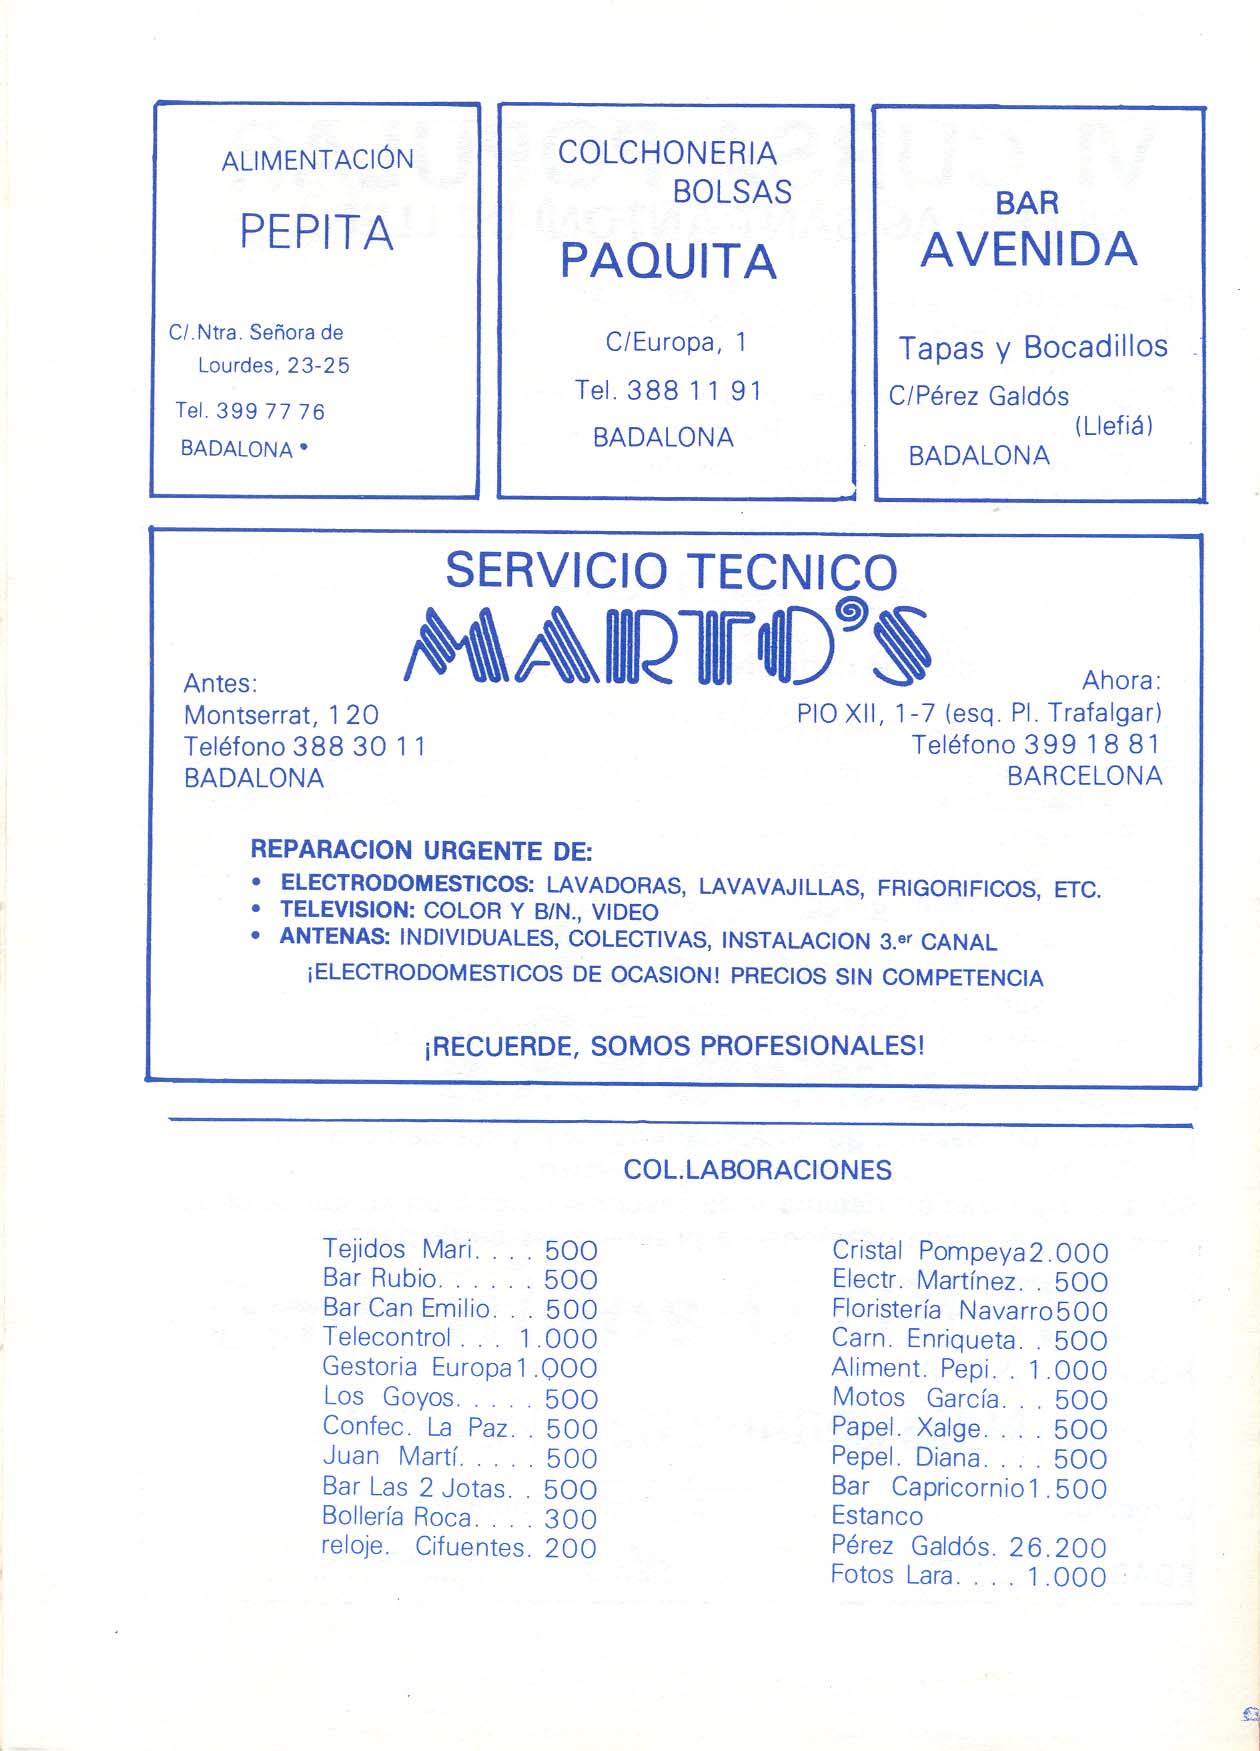 ALIMENTACIÓN
PEPITA
C/.Ntra. Señora de
Lourdes, 23-25
Tel. 399 77 76
BADALONA
COLCHONERIA
BOLSAS
PAQUITA
C/Europa, 1
Tel. 388 11 91
BADALONA
BAR
AVENIDA
Tapas y Bocadillos
C/Pérez Galdós
(Llefiá)
BADALONA
SERVICIO TECNICO
MARTO'S
Antes:
Montserrat, 120
Teléfono 388 30 11
BADALONA
Ahora:
PIO XII, 1-7 (esq. Pl. Trafalgar)
Teléfono 399 18 81
BARCELONA
REPARACION URGENTE DE:
• ELECTRODOMESTICOS: LAVADORAS, LAVAVAJILLAS, FRIGORIFICOS, ETC.
• TELEVISION: COLOR Y B/N., VIDEO
• ANTENAS: INDIVIDUALES, COLECTIVAS, INSTALACION 3.er CANAL
¡ELECTRODOMESTICOS DE OCASION! PRECIOS SIN COMPETENCIA
¡RECUERDE, SOMOS PROFESIONALES!
COL.LABORACIONES
Tejidos Mari. . . . 500
Bar Rubio. . . . . . 500
Bar Can Emilio. . . 500
Telecontrol . . . 1.000
Gestoria Europa1.000
Los Goyos. . . . . 500
Confec. La Paz. . 500
Juan Martí. . . . . 500
Bar Las 2 Jotas. . 500
Bollería Roca. . . . 300
reloje. Cifuentes. 200
Cristal Pompeya2.000
Electr. Martínez. . 500
Floristería Navarro500
Carn. Enriqueta. . 500
Aliment. Pepi. . 1.000
Motos García. . . 500
Papel. Xalge. . . . 500
Pepel. Diana. . . . 500
Bar Capricornio1.500
Estanco
Pérez Galdós. 26.200
Fotos Lara. . . . 1.000